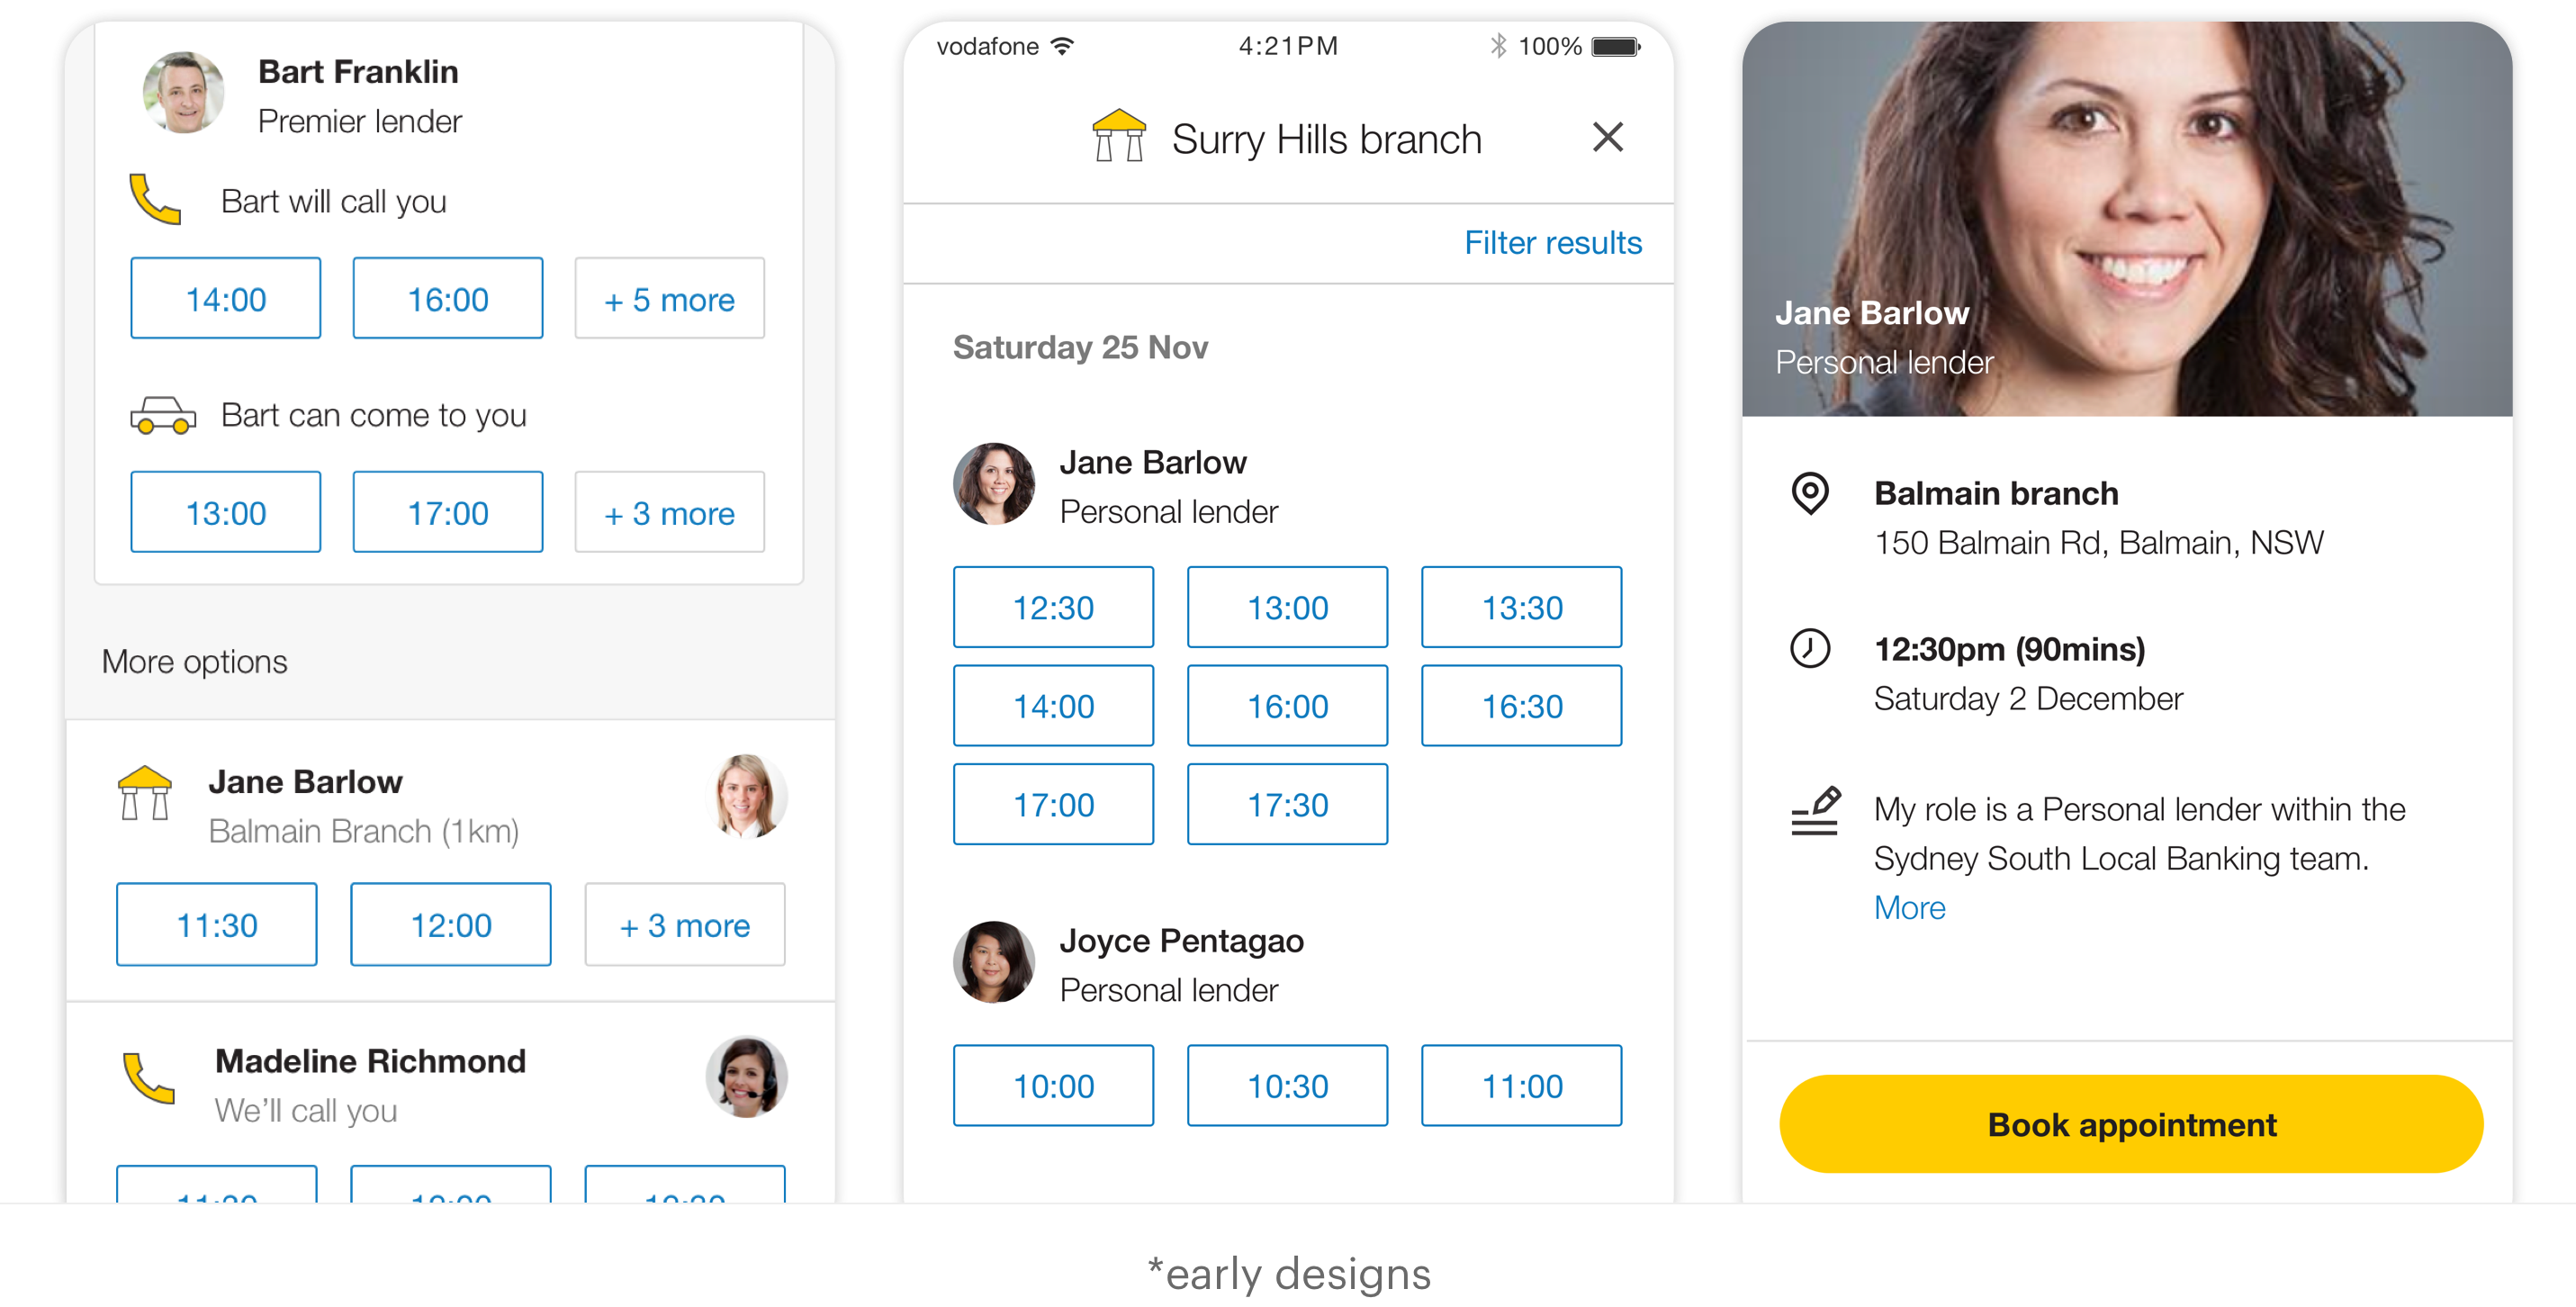 Bart Franklin
Premier lender
Bart will call you
14:00 16:00 + 5 more
Bart can come to you
13:00 17:00 + 3 more
More options
Jane Barlow
Balmain Branch (1km)
11:30 12:00 + 3 more
Madeline Richmond
We'll call you
vodafone 4:21PM 100%
Surry Hills branch
Filter results
Saturday 25 Nov
Jane Barlow
Personal lender
12:30 13:00 13:30
14:00 16:00 16:30
17:00 17:30
Joyce Pentagao
Personal lender
10:00 10:30 11:00
Jane Barlow
Personal lender
Balmain branch
150 Balmain Rd, Balmain, NSW
12:30pm (90mins)
Saturday 2 December
My role is a Personal lender within the
Sydney South Local Banking team.
More
Book appointment
*early designs